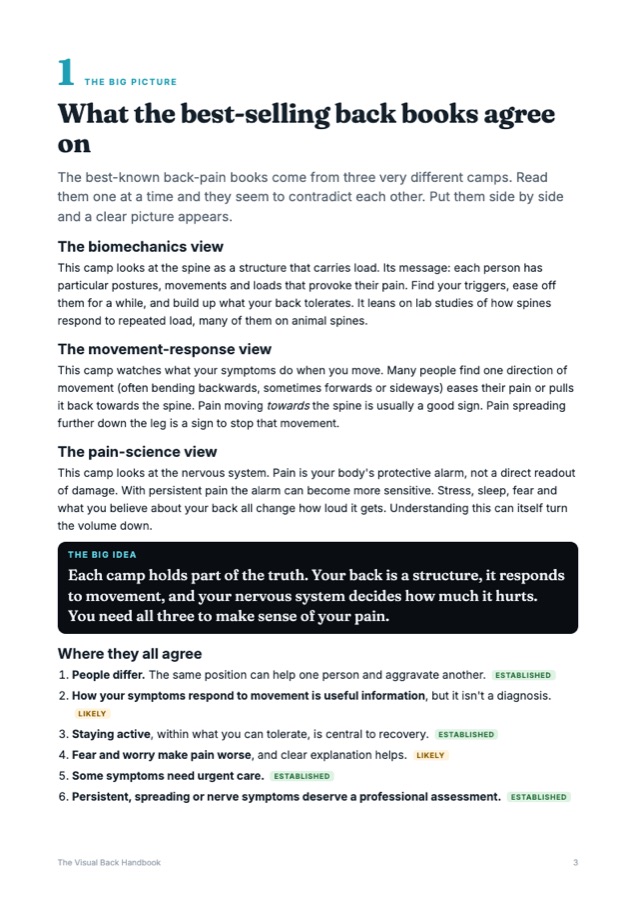 1 THE BIG PICTURE
What the best-selling back books agree
on
The best-known back-pain books come from three very different camps. Read
them one at a time and they seem to contradict each other. Put them side by side
and a clear picture appears.
The biomechanics view
This camp looks at the spine as a structure that carries load. Its message: each person has
particular postures, movements and loads that provoke their pain. Find your triggers, ease off
them for a while, and build up what your back tolerates. It leans on lab studies of how spines
respond to repeated load, many of them on animal spines.
The movement-response view
This camp watches what your symptoms do when you move. Many people find one direction of
movement (often bending backwards, sometimes forwards or sideways) eases their pain or pulls
it back towards the spine. Pain moving towards the spine is usually a good sign. Pain spreading
further down the leg is a sign to stop that movement.
The pain-science view
This camp looks at the nervous system. Pain is your body's protective alarm, not a direct readout
of damage. With persistent pain the alarm can become more sensitive. Stress, sleep, fear and
what you believe about your back all change how loud it gets. Understanding this can itself turn
the volume down.
THE BIG IDEA
Each camp holds part of the truth. Your back is a structure, it responds
to movement, and your nervous system decides how much it hurts.
You need all three to make sense of your pain.
Where they all agree
1. People differ. The same position can help one person and aggravate another. ESTABLISHED
2. How your symptoms respond to movement is useful information, but it isn't a diagnosis.
LIKELY
3. Staying active, within what you can tolerate, is central to recovery. ESTABLISHED
4. Fear and worry make pain worse, and clear explanation helps. LIKELY
5. Some symptoms need urgent care. ESTABLISHED
6. Persistent, spreading or nerve symptoms deserve a professional assessment. ESTABLISHED
The Visual Back Handbook 3